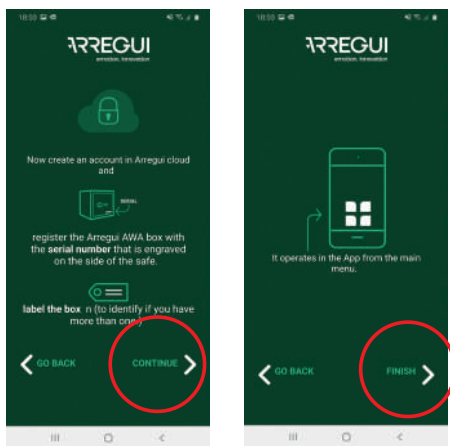 18:03
ARREGUI
emotion, innovation
Now create an account in Arregui cloud
and
SERIAL
register the Arregui AWA box with
the serial number that is engraved
on the side of the safe.
label the box n (to identify if you have
more than one
GO BACK
CONTINUE
ARREGUI
It operates in the App from the main
menu.
GO BACK
FINISH